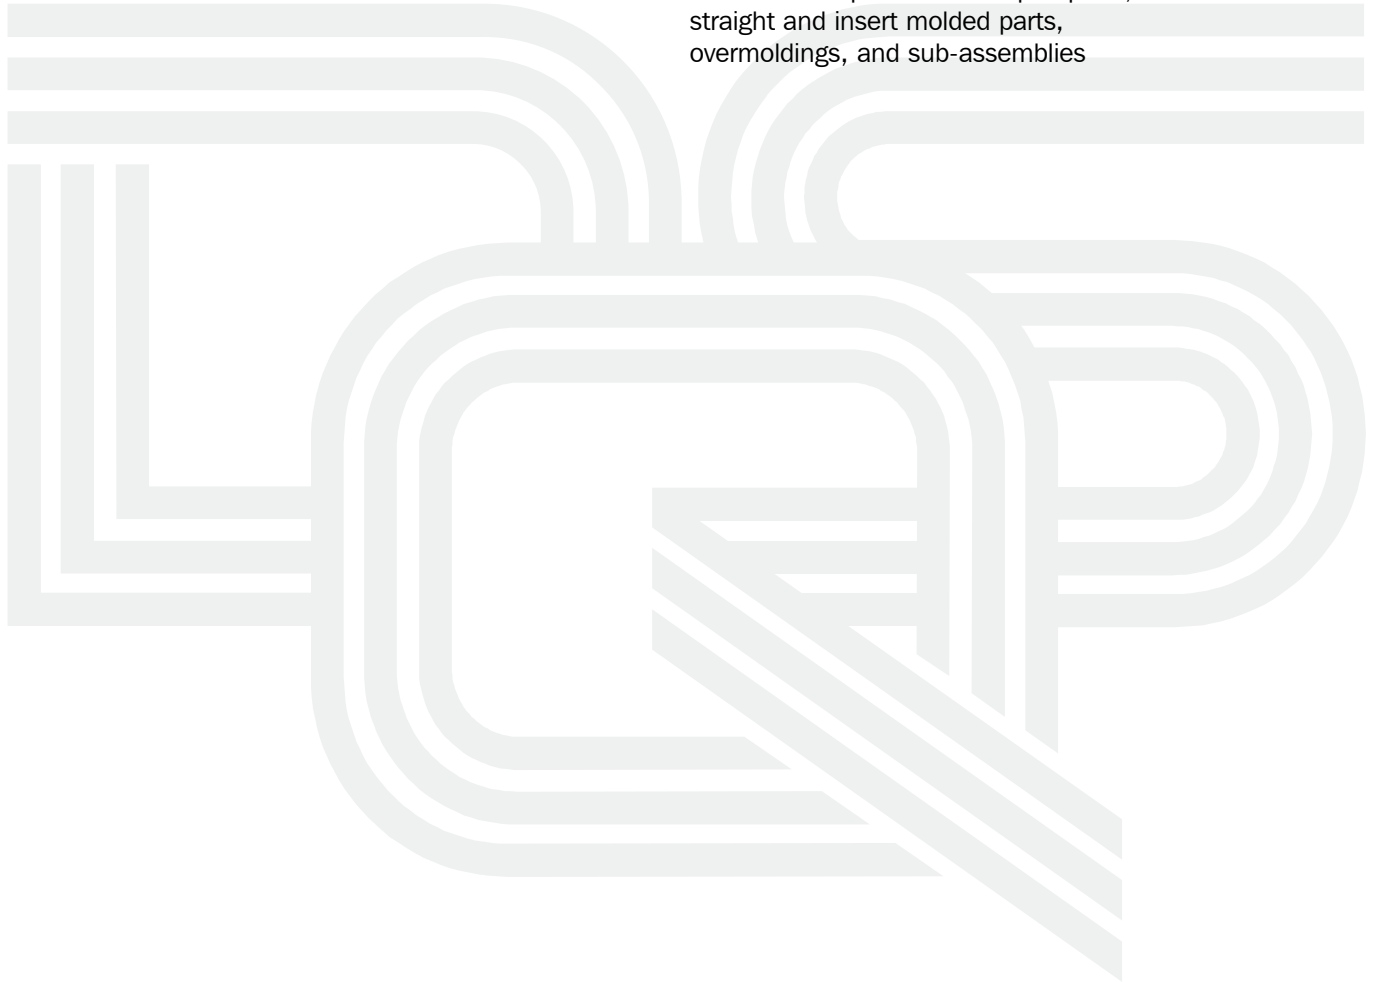 straight and insert molded parts,
overmoldings, and sub-assemblies